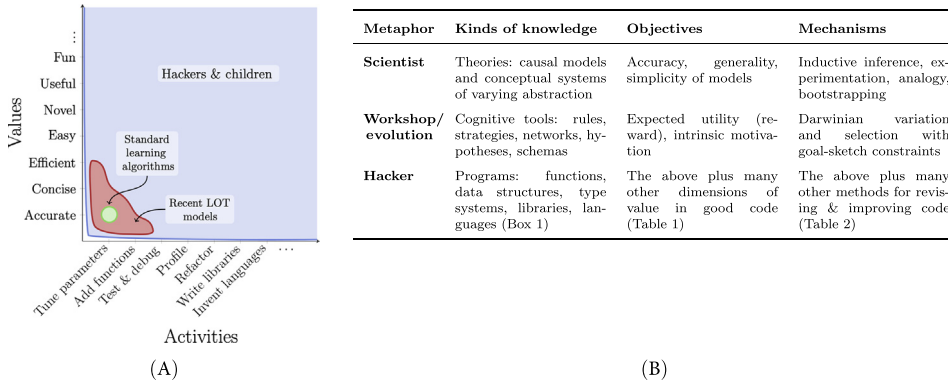 ⋮
Fun
Useful
Novel
Easy
Efficient
Concise
Accurate
Values
Hackers & children
Standard
learning
algorithms
Recent LOT
models
Tune parameters
Add functions
Test & debug
Profile
Refactor
Write libraries
Invent languages
...
Activities
(A)
Metaphor Kinds of knowledge Objectives Mechanisms
Scientist Theories: causal models Accuracy, generality, Inductive inference, ex-
and conceptual systems simplicity of models perimentation, analogy,
of varying abstraction bootstrapping
Workshop/ Cognitive tools: rules, Expected utility (re- Darwinian variation
evolution strategies, networks, hy- ward), intrinsic motiva- and selection with
potheses, schemas tion goal-sketch constraints
Hacker Programs: functions, The above plus many The above plus many
data structures, type other dimensions of other methods for revis-
systems, libraries, lan- value in good code ing & improving code
guages (Box 1) (Table 1) (Table 2)
(B)